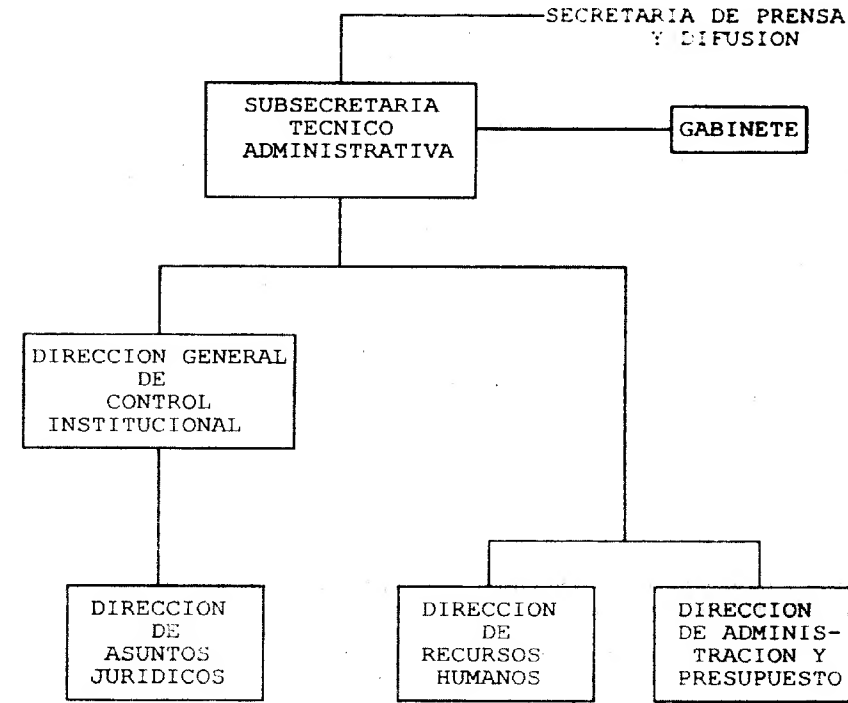 SECRETARIA DE PRENSA
Y DIFUSION
SUBSECRETARIA
TECNICO
ADMINISTRATIVA
GABINETE
DIRECCION GENERAL
DE
CONTROL
INSTITUCIONAL
DIRECCION
DE
ASUNTOS
JURIDICOS
DIRECCION
DE
RECURSOS
HUMANOS
DIRECCION
DE ADMINIS-
TRACION Y
PRESUPUESTO